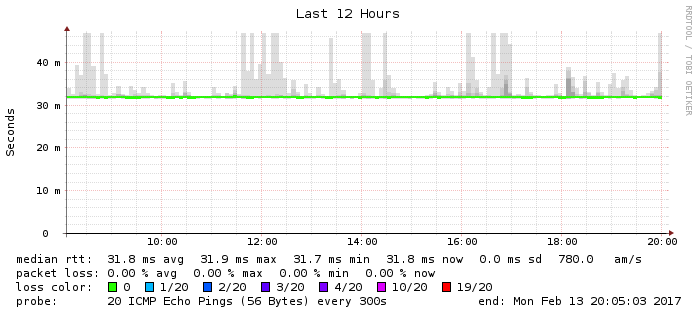 Last 12 Hours
RRDTOOL / TOBI OETIKER
Seconds
40 m
30 m
20 m
10 m
0
10:00 12:00 14:00 16:00 18:00 20:00
median rtt: 31.8 ms avg 31.9 ms max 31.7 ms min 31.8 ms now 0.0 ms sd 780.0 am/s
packet loss: 0.00 % avg 0.00 % max 0.00 % min 0.00 % now
loss color: 0 1/20 2/20 3/20 4/20 10/20 19/20
probe: 20 ICMP Echo Pings (56 Bytes) every 300s end: Mon Feb 13 20:05:03 2017